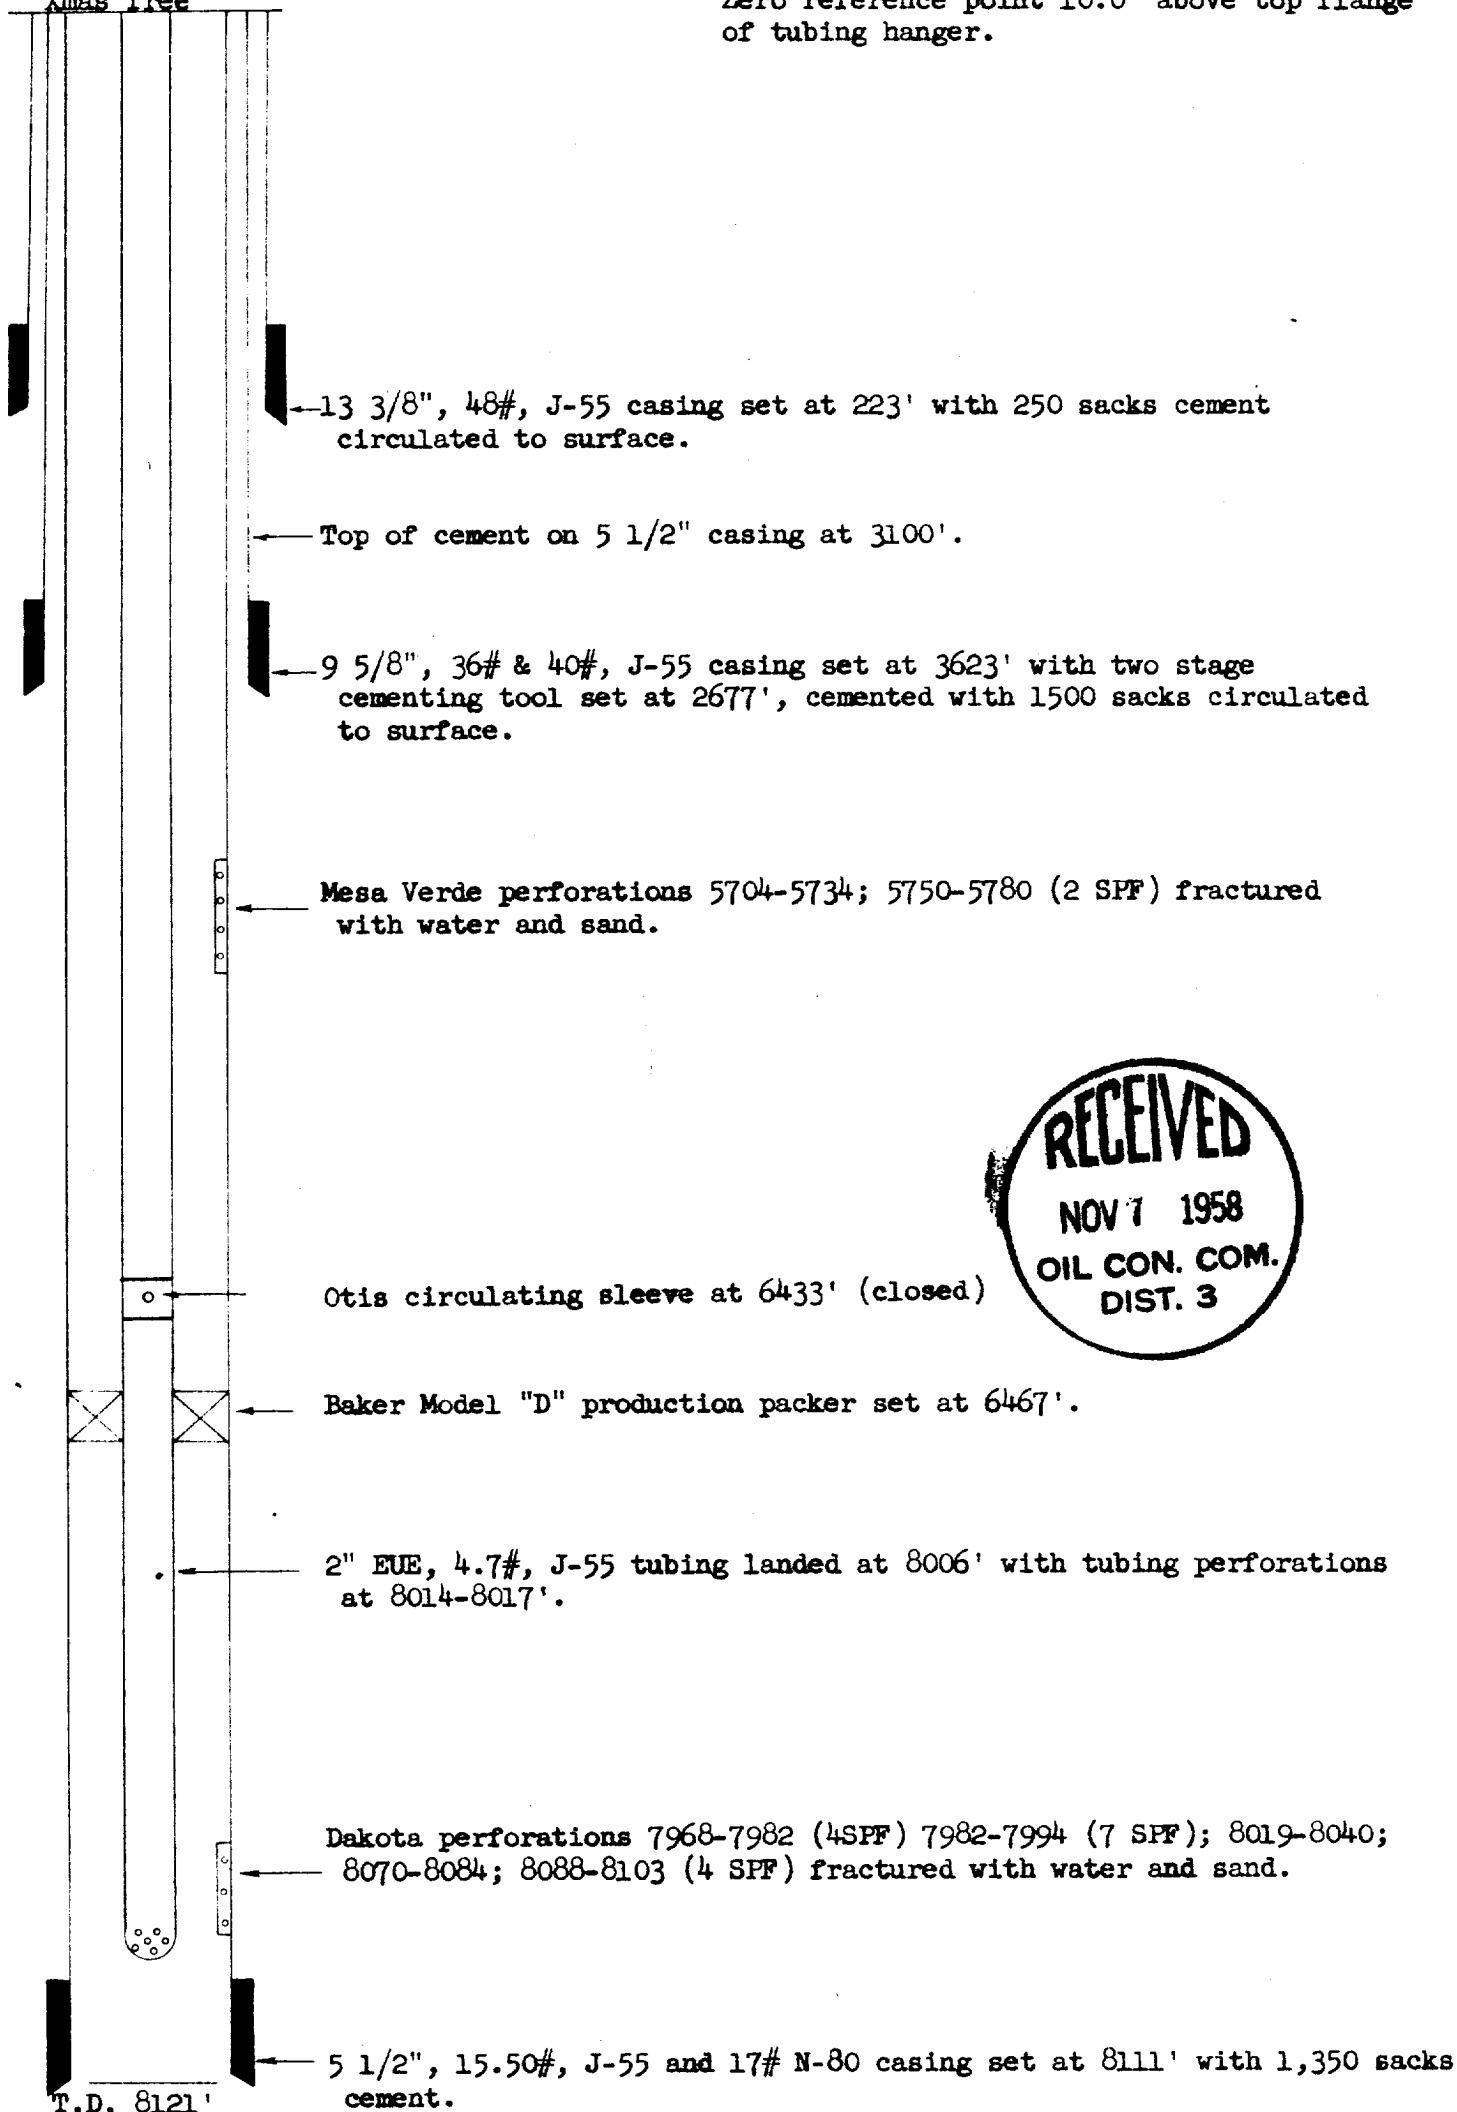 Xmas Tree
Zero reference point 10.0' above top flange
of tubing hanger.
13 3/8", 48#, J-55 casing set at 223' with 250 sacks cement
circulated to surface.
Top of cement on 5 1/2" casing at 3100'.
9 5/8", 36# & 40#, J-55 casing set at 3623' with two stage
cementing tool set at 2677', cemented with 1500 sacks circulated
to surface.
Mesa Verde perforations 5704-5734; 5750-5780 (2 SPF) fractured
with water and sand.
RECEIVED
NOV 7 1958
OIL CON. COM.
DIST. 3
Otis circulating sleeve at 6433' (closed)
Baker Model "D" production packer set at 6467'.
2" EUE, 4.7#, J-55 tubing landed at 8006' with tubing perforations
at 8014-8017'.
Dakota perforations 7968-7982 (4SPF) 7982-7994 (7 SPF); 8019-8040;
8070-8084; 8088-8103 (4 SPF) fractured with water and sand.
5 1/2", 15.50#, J-55 and 17# N-80 casing set at 8111' with 1,350 sacks
cement.
T.D. 8121'